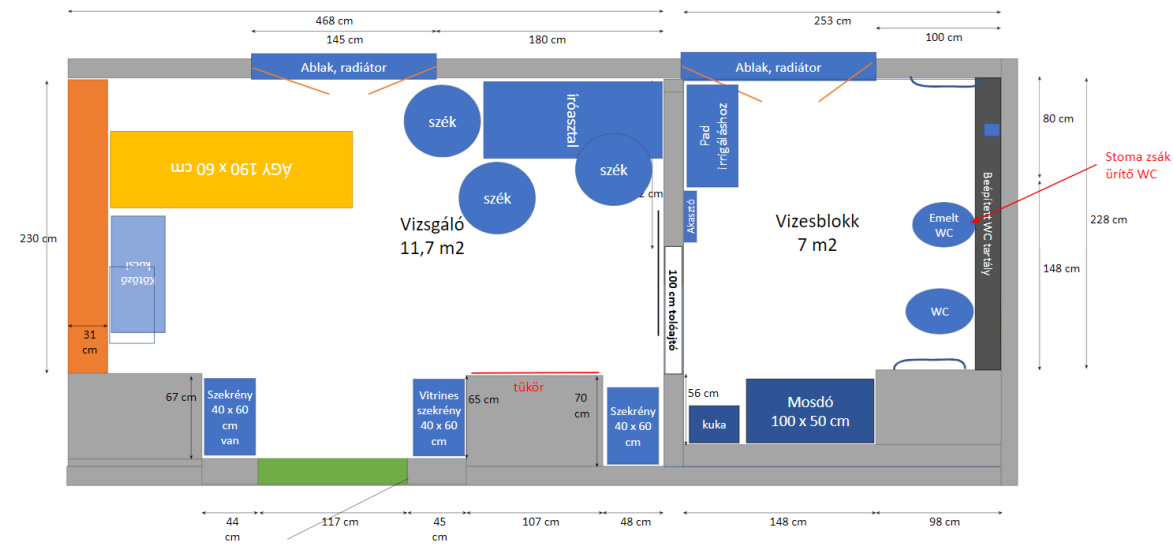 468 cm
253 cm
145 cm
180 cm
100 cm
Ablak, radiátor
Ablak, radiátor
íróasztal
szék
szék
szék
Pad
irrigáláshoz
80 cm
Stoma zsák
ürítő WC
ÁGY 190 x 60 cm
Beépített WC tartály
2 cm
Akasztó
Vizsgáló
11,7 m2
Vizesblokk
7 m2
Emelt
WC
230 cm
228 cm
Kötöző
kocsi
100 cm tolóajtó
148 cm
WC
31
cm
tükör
67 cm
Szekrény
40 x 60
cm
van
Vitrines
szekrény
40 x 60
cm
65 cm
70
cm
Szekrény
40 x 60
cm
56 cm
kuka
Mosdó
100 x 50 cm
44
cm
117 cm
45
cm
107 cm
48 cm
148 cm
98 cm